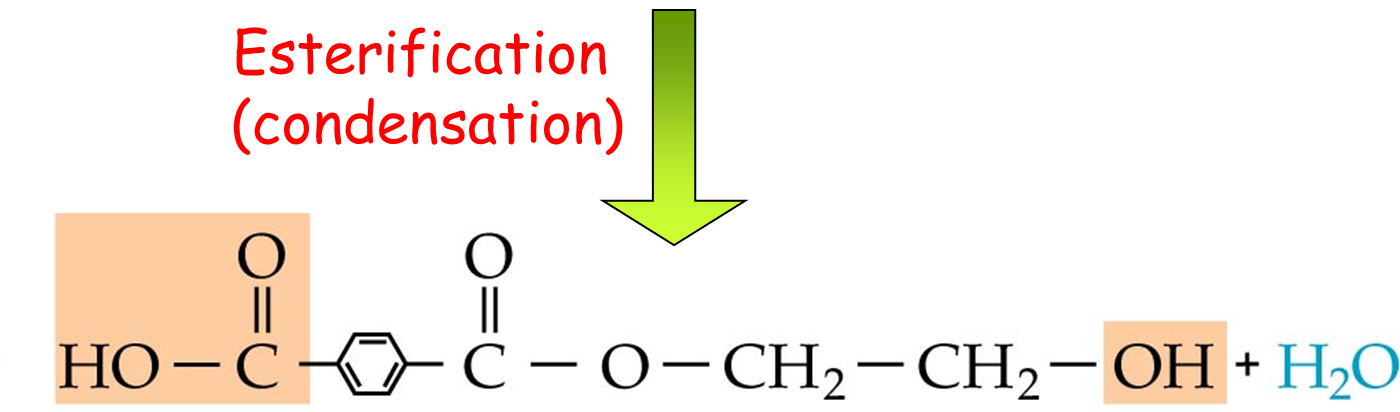 Esterification
(condensation)
O O
HO – C – – C – O – CH₂ – CH₂ – OH + H₂O